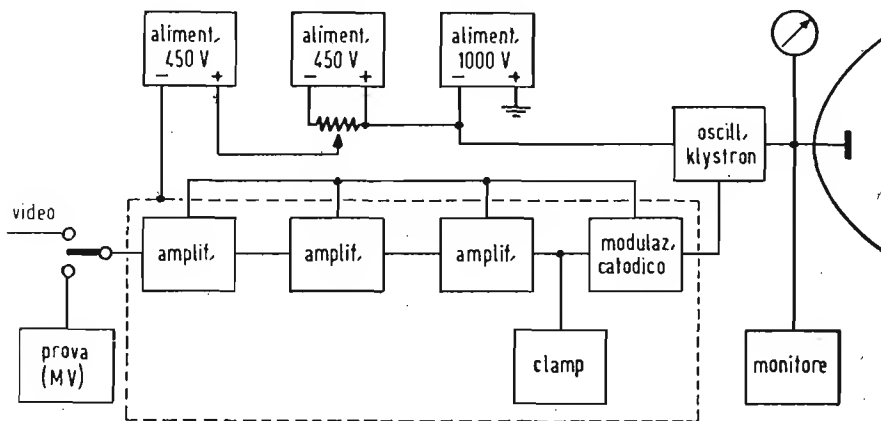 aliment,
450 V
- +
aliment,
450 V
- +
aliment,
1000 V
- +
oscill,
klystron
video
amplif,
amplif,
amplif,
modulaz,
catodico
prova
(MV)
clamp
monitore